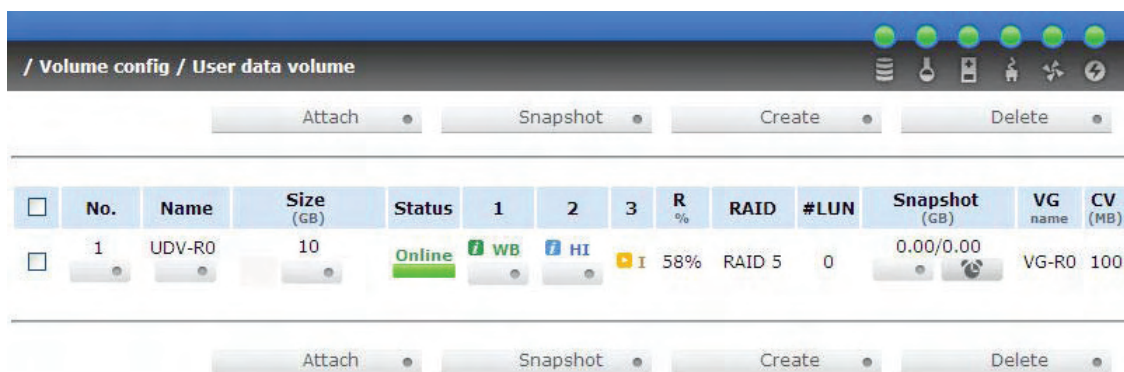 / Volume config / User data volume
Attach Snapshot Create Delete
No. Name Size (GB) Status 1 2 3 R % RAID #LUN Snapshot (GB) VG name CV (MB)
1 UDV-R0 10 Online WB HI I 58% RAID 5 0 0.00/0.00 VG-R0 100
Attach Snapshot Create Delete